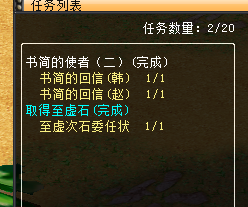 任务列表
任务数量：2/20
书简的使者（二）(完成)
书简的回信(韩) 1/1
书简的回信(赵) 1/1
取得至虚石(完成)
至虚次石委任状 1/1